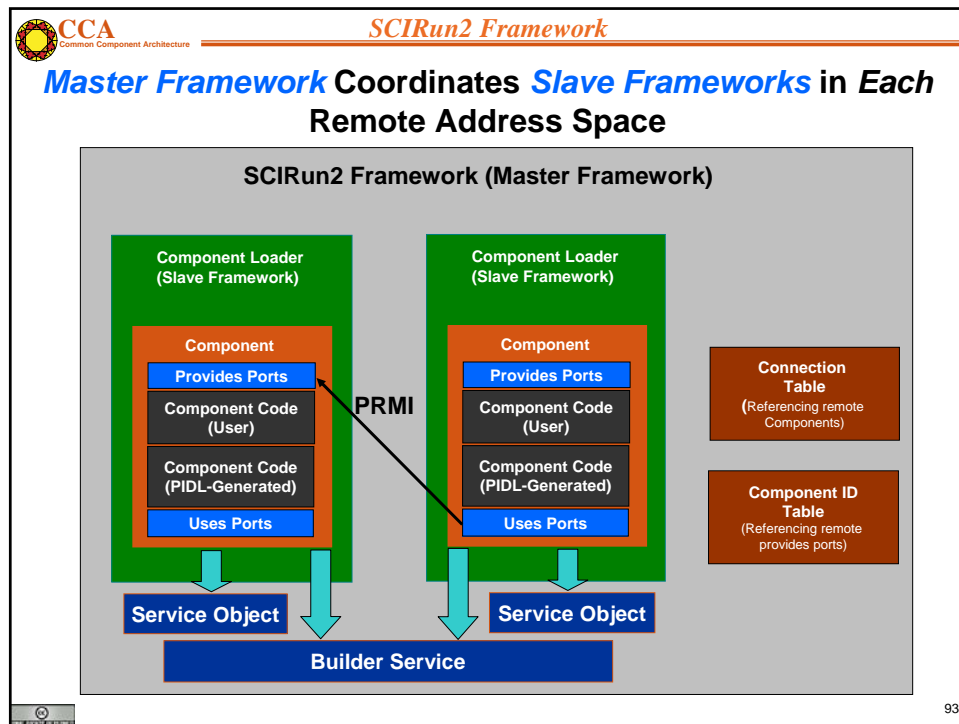 CCA
Common Component Architecture
SCIRun2 Framework
Master Framework Coordinates Slave Frameworks in Each
Remote Address Space
SCIRun2 Framework (Master Framework)
Component Loader
(Slave Framework)
Component
Provides Ports
Component Code
(User)
Component Code
(PIDL-Generated)
Uses Ports
PRMI
Component Loader
(Slave Framework)
Component
Provides Ports
Component Code
(User)
Component Code
(PIDL-Generated)
Uses Ports
Connection
Table
(Referencing remote
Components)
Component ID
Table
(Referencing remote
provides ports)
Service Object
Service Object
Builder Service
cc
93